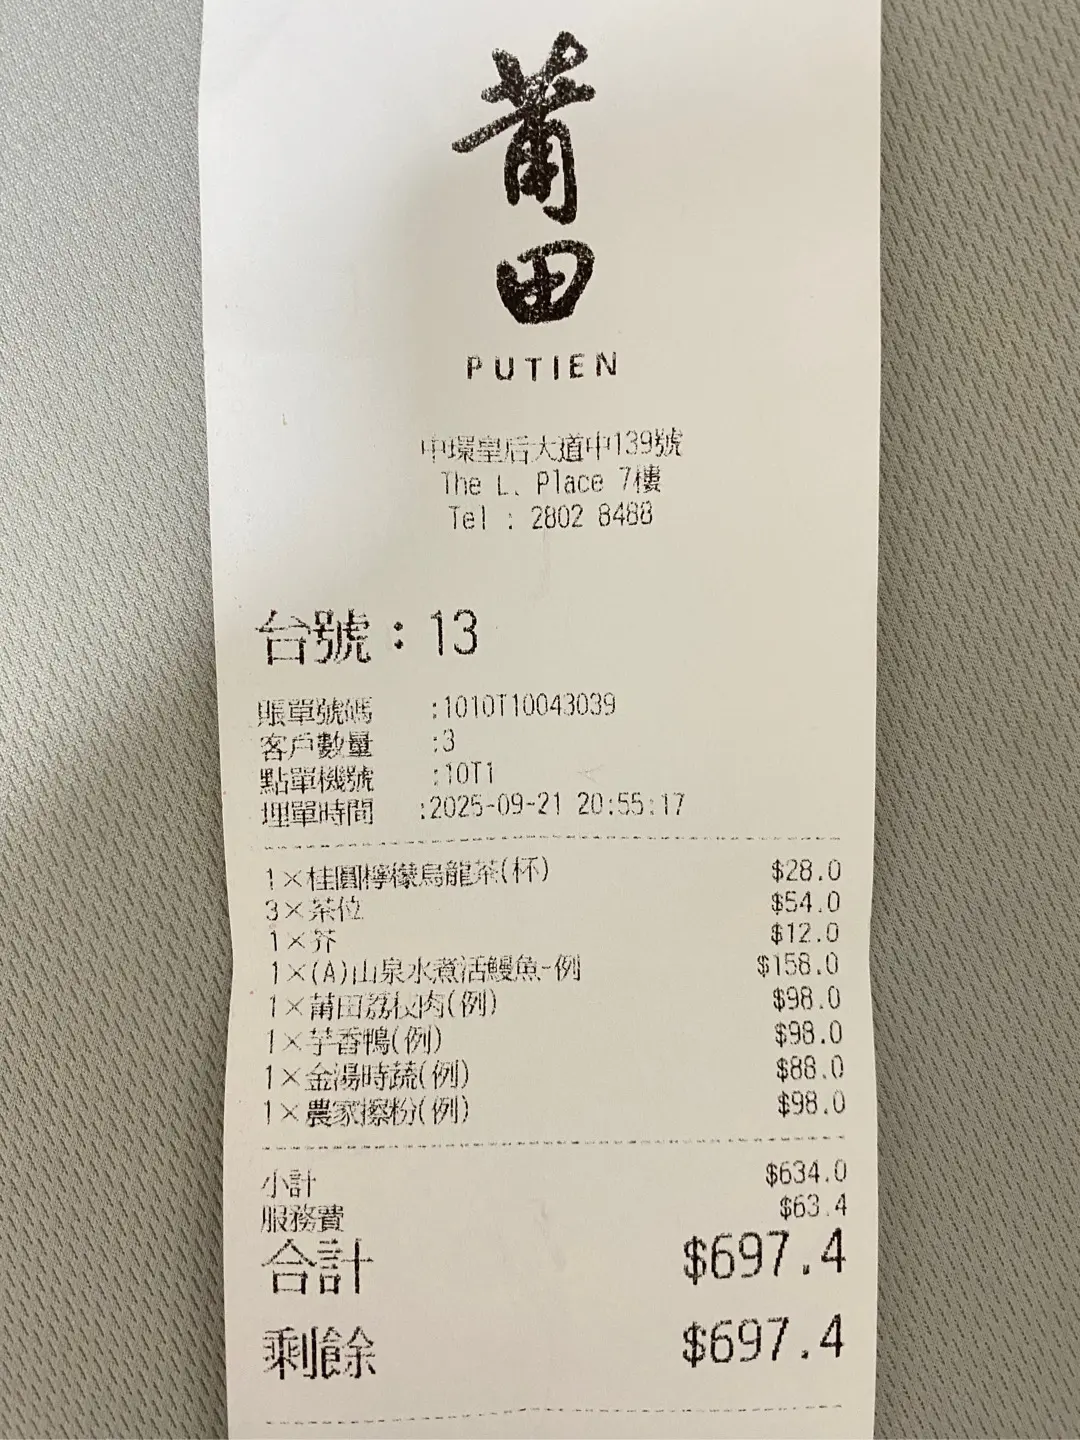 莆
田
PUTIEN
中環皇后大道中139號
The L. Place 7樓
Tel : 2802 8488
台號：13
賬單號碼 :1010T10043039
客戶數量 :3
點單機號 :10T1
埋單時間 :2025-09-21 20:55:17
1×桂圓檸檬烏龍茶(杯) $28.0
3×茶位 $54.0
1×芥 $12.0
1×(A)山泉水煮活鰻魚-例 $158.0
1×莆田荔枝肉(例) $98.0
1×芋香鴨(例) $98.0
1×金湯時蔬(例) $88.0
1×農家擦粉(例) $98.0
小計 $634.0
服務費 $63.4
合計 $697.4
剩餘 $697.4